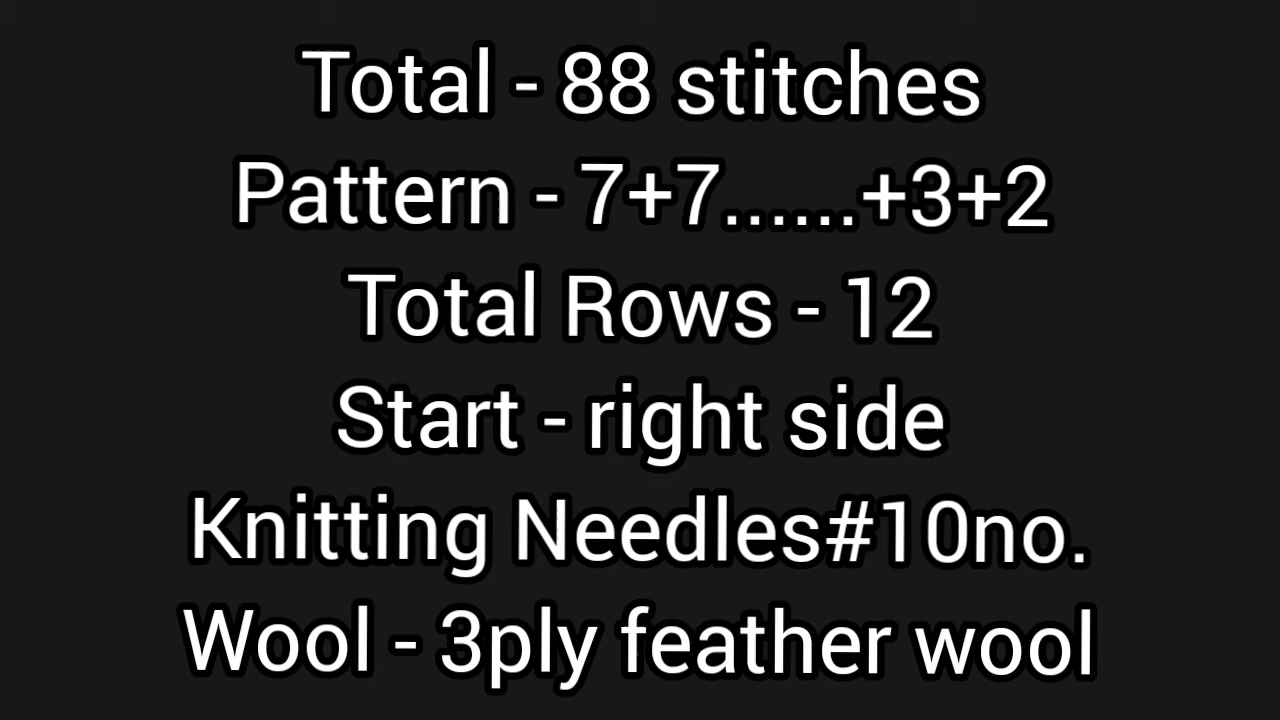 Total - 88 stitches
Pattern - 7+7......+3+2
Total Rows - 12
Start - right side
Knitting Needles#10no.
Wool - 3ply feather wool